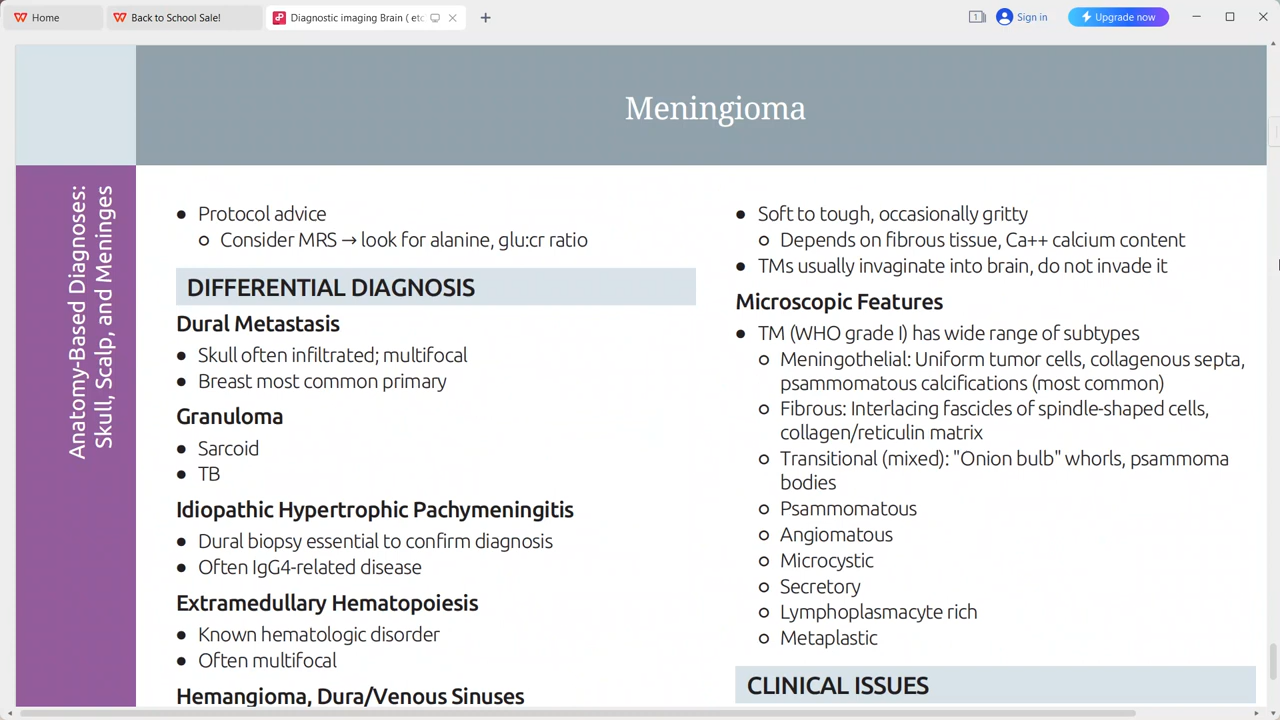 Home
Back to School Sale!
Diagnostic imaging Brain ( etc
1
Sign in
Upgrade now
Meningioma
Anatomy-Based Diagnoses:
Skull, Scalp, and Meninges
● Protocol advice
○ Consider MRS → look for alanine, glu:cr ratio
DIFFERENTIAL DIAGNOSIS
Dural Metastasis
● Skull often infiltrated; multifocal
● Breast most common primary
Granuloma
● Sarcoid
● TB
Idiopathic Hypertrophic Pachymeningitis
● Dural biopsy essential to confirm diagnosis
● Often IgG4-related disease
Extramedullary Hematopoiesis
● Known hematologic disorder
● Often multifocal
Hemangioma, Dura/Venous Sinuses
● Soft to tough, occasionally gritty
○ Depends on fibrous tissue, Ca++ calcium content
● TMs usually invaginate into brain, do not invade it
Microscopic Features
● TM (WHO grade I) has wide range of subtypes
○ Meningothelial: Uniform tumor cells, collagenous septa,
psammomatous calcifications (most common)
○ Fibrous: Interlacing fascicles of spindle-shaped cells,
collagen/reticulin matrix
○ Transitional (mixed): "Onion bulb" whorls, psammoma
bodies
○ Psammomatous
○ Angiomatous
○ Microcystic
○ Secretory
○ Lymphoplasmacyte rich
○ Metaplastic
CLINICAL ISSUES